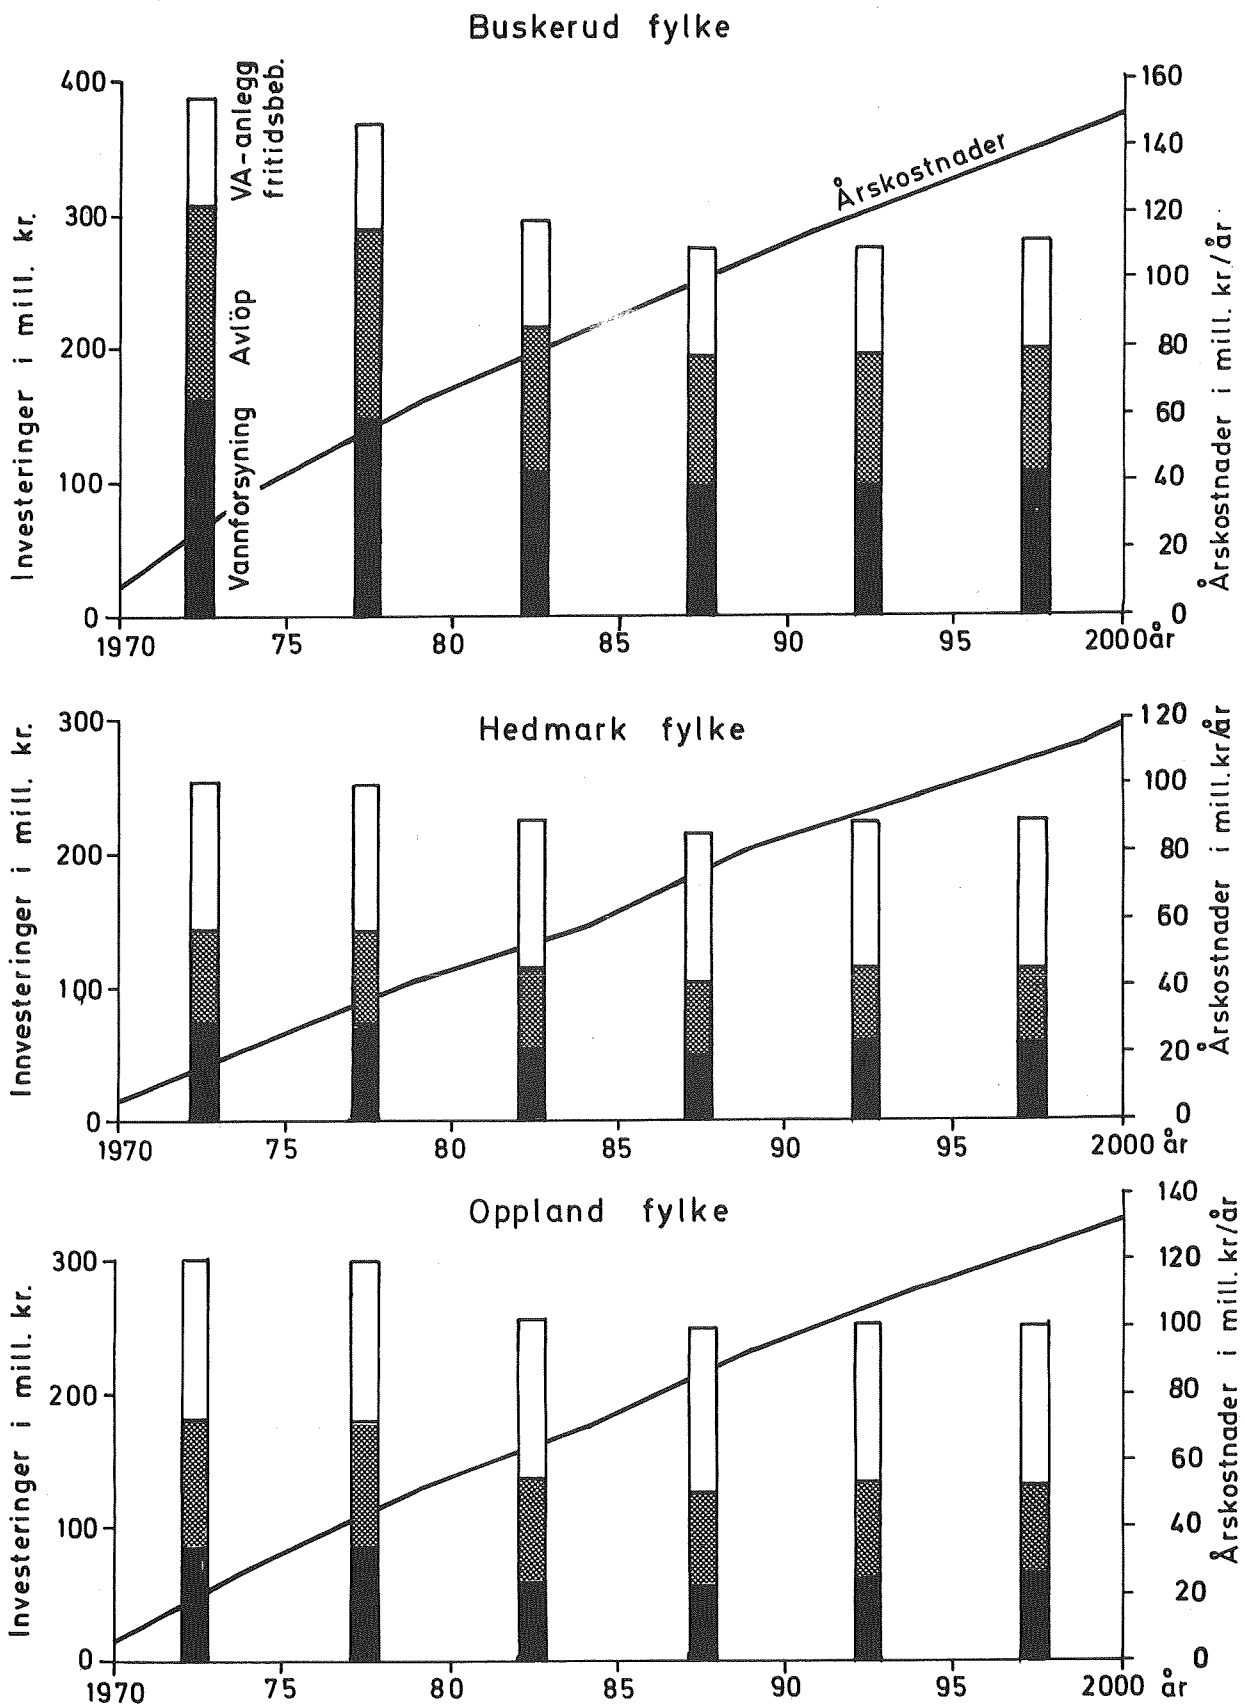 Buskerud fylke
Investeringer i mill. kr.
400
300
200
100
0
VA-anlegg
fritidsbeb.
Avlöp
Vannforsyning
Årskostnader
160
140
120
100
80
60
40
20
0
Årskostnader i mill. kr/år
1970 75 80 85 90 95 2000 år
Hedmark fylke
Innvesteringer i mill. kr.
300
200
100
0
120
100
80
60
40
20
0
Årskostnader i mill. kr/år
1970 75 80 85 90 95 2000 år
Oppland fylke
Investeringer i mill. kr.
300
200
100
0
140
120
100
80
60
40
20
0
Årskostnader i mill. kr/år
1970 75 80 85 90 95 2000 år